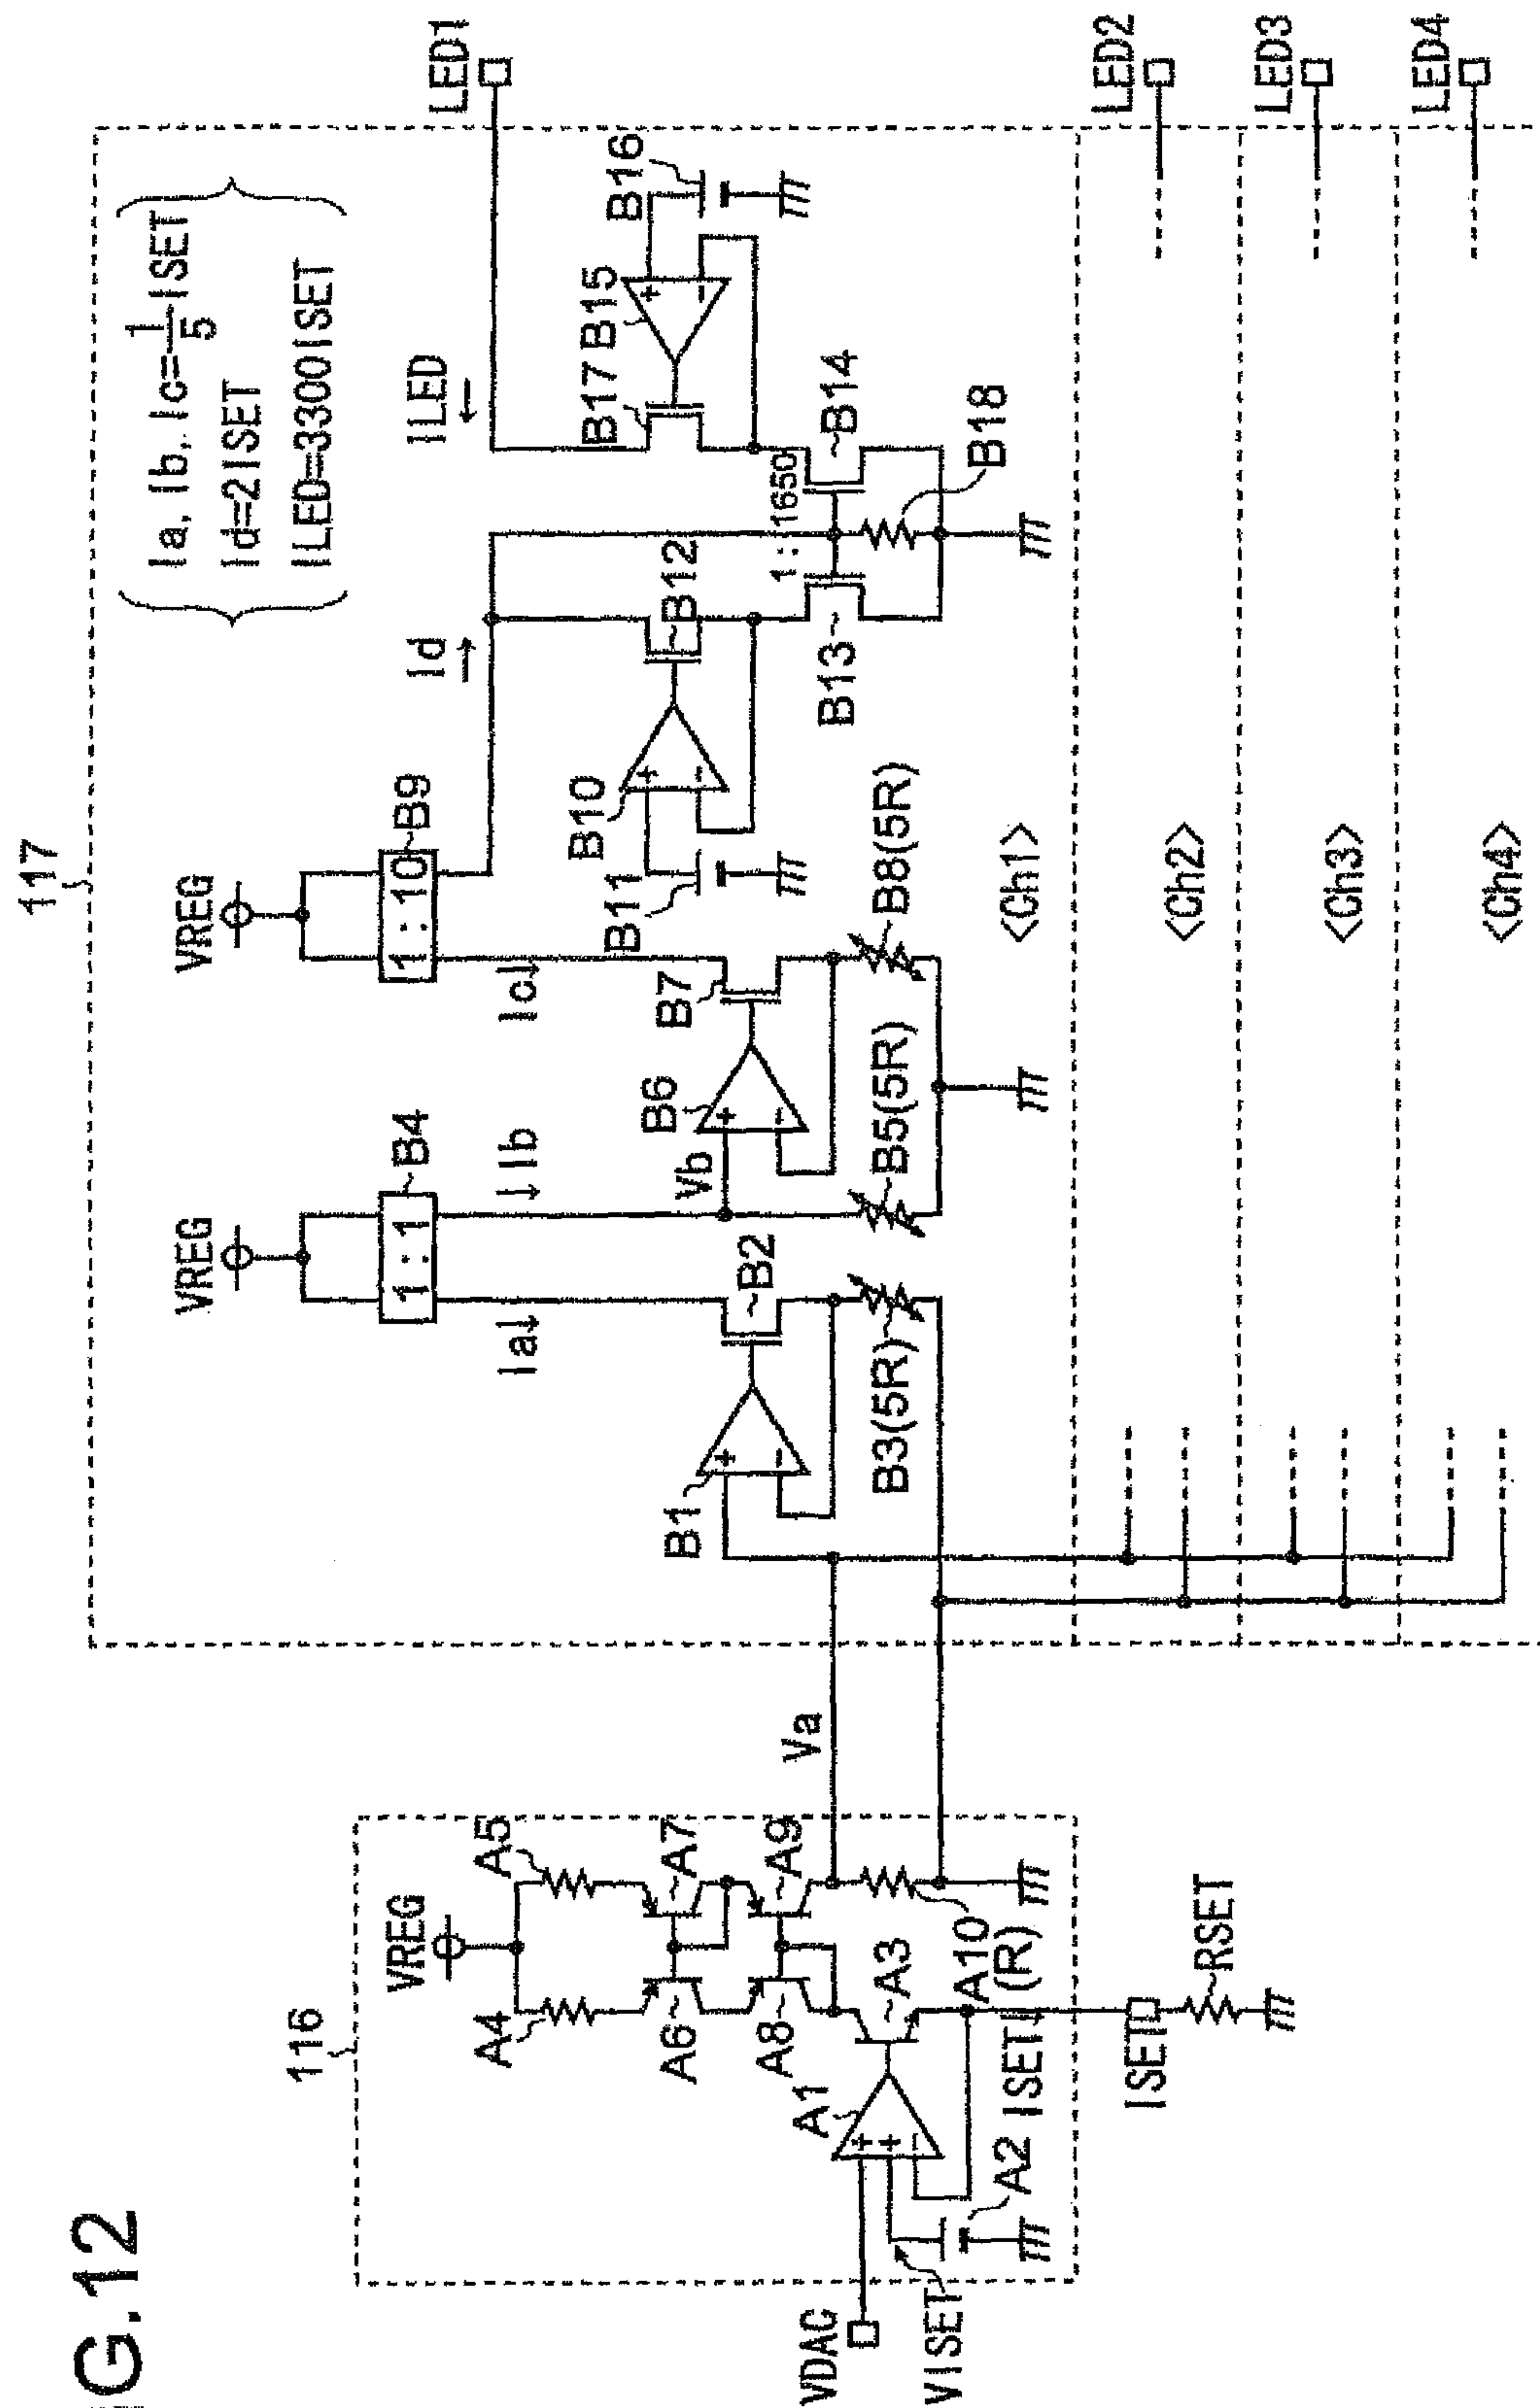 G.12
116
117
VREG
A4
A5
A6
A7
A8
A9
A1
A3
A10
(R)
A2
ISET↓
VDAC
VISET
ISET
RSET
Va
VREG
1:1
B4
Ia↓
↓Ib
B1
B2
B3(5R)
Vb
B5(5R)
VREG
1:10
B9
Ic↓
B6
B7
B8(5R)
Id
→
B10
B11
B12
B13
1:1650
B14
B18
ILED
←
B17
B15
B16
Ia, Ib, Ic=1/5 ISET
Id=2ISET
ILED=3300ISET
LED1
<Ch1>
LED2
<Ch2>
LED3
<Ch3>
LED4
<Ch4>